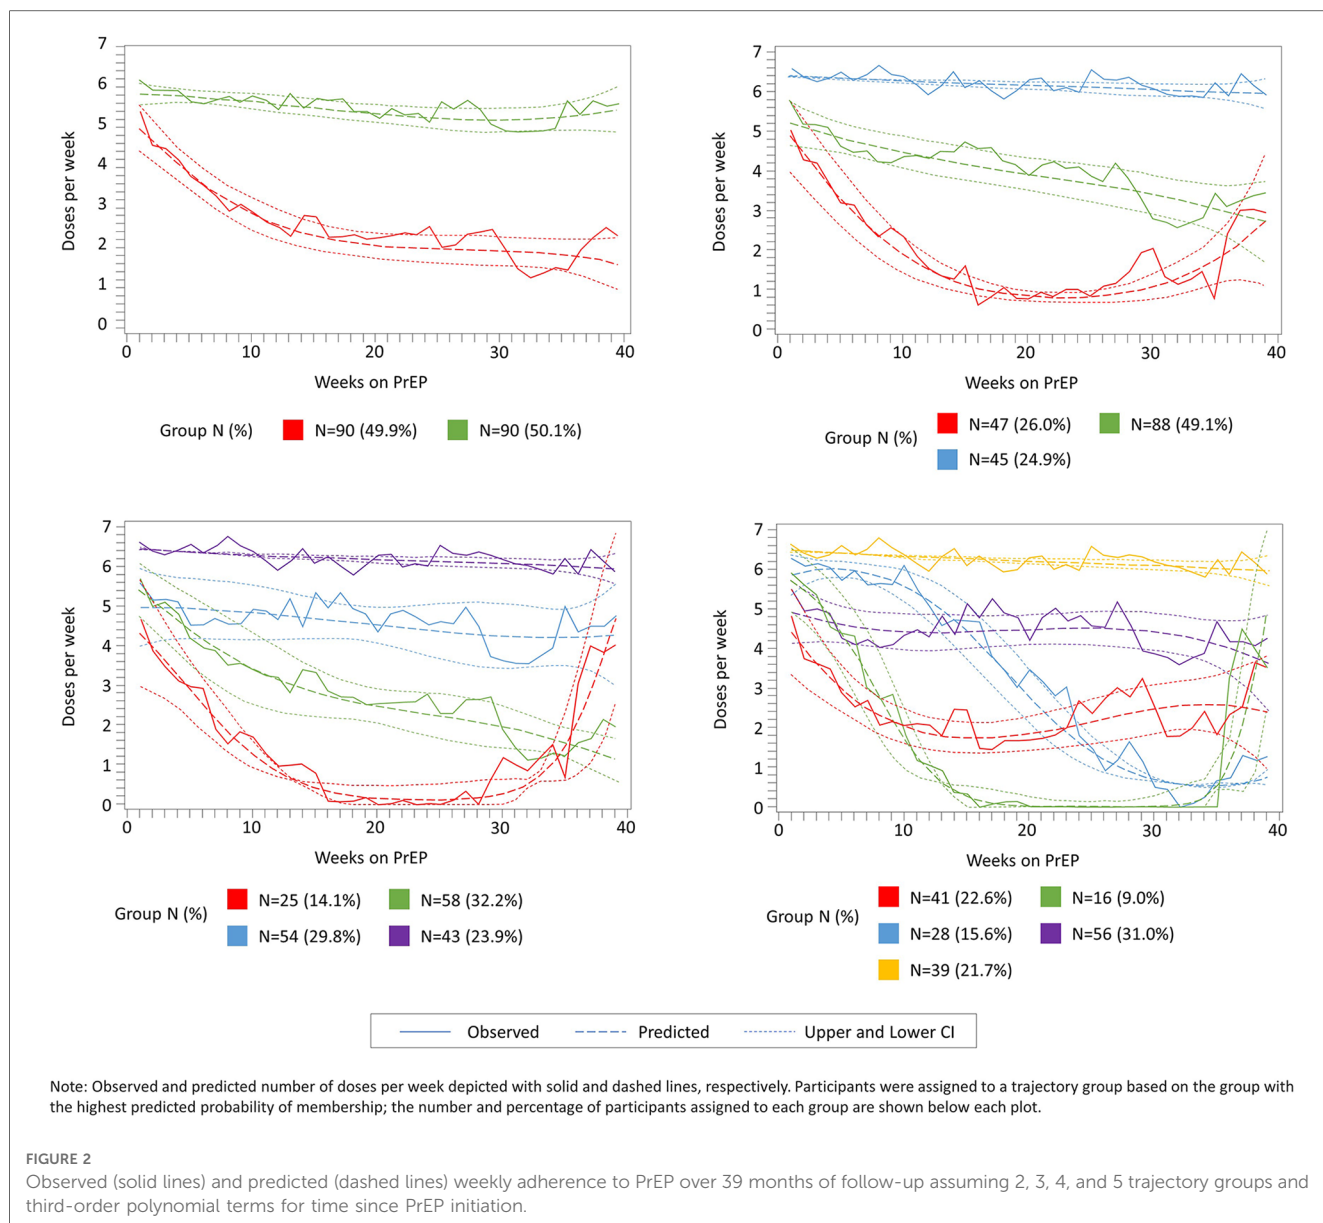 7
6
5
4
3
2
1
0
Doses per week
0 10 20 30 40
Weeks on PrEP
Group N (%) N=90 (49.9%) N=90 (50.1%)
7
6
5
4
3
2
1
0
Doses per week
0 10 20 30 40
Weeks on PrEP
Group N (%)
N=47 (26.0%) N=88 (49.1%)
N=45 (24.9%)
7
6
5
4
3
2
1
0
Doses per week
0 10 20 30 40
Weeks on PrEP
Group N (%)
N=25 (14.1%) N=58 (32.2%)
N=54 (29.8%) N=43 (23.9%)
7
6
5
4
3
2
1
0
Doses per week
0 10 20 30 40
Weeks on PrEP
Group N (%)
N=41 (22.6%) N=16 (9.0%)
N=28 (15.6%) N=56 (31.0%)
N=39 (21.7%)
Observed Predicted Upper and Lower CI
Note: Observed and predicted number of doses per week depicted with solid and dashed lines, respectively. Participants were assigned to a trajectory group based on the group with
the highest predicted probability of membership; the number and percentage of participants assigned to each group are shown below each plot.
FIGURE 2
Observed (solid lines) and predicted (dashed lines) weekly adherence to PrEP over 39 months of follow-up assuming 2, 3, 4, and 5 trajectory groups and
third-order polynomial terms for time since PrEP initiation.